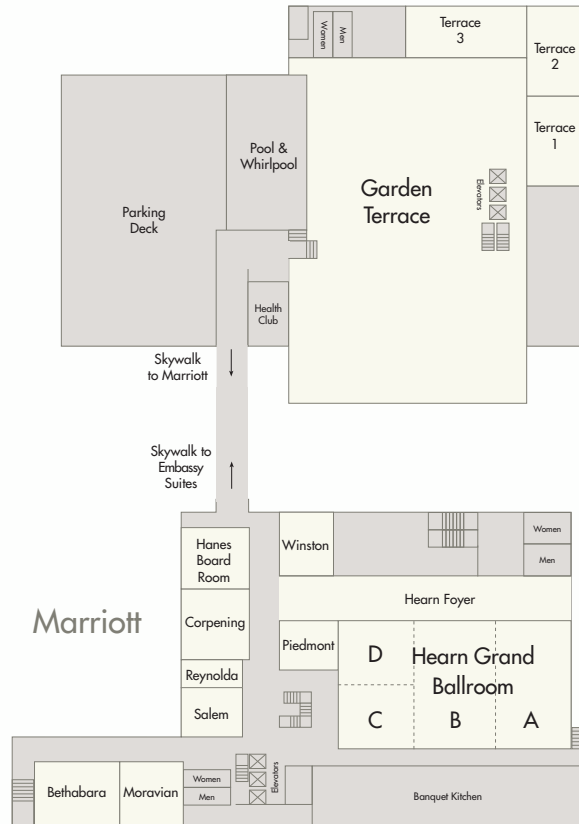 Women
Men
Terrace
3
Terrace
2
Terrace
1
Pool &
Whirlpool
Garden
Terrace
Elevators
Parking
Deck
Health
Club
Skywalk
to Marriott
Skywalk to
Embassy
Suites
Hanes
Board
Room
Winston
Women
Men
Hearn Foyer
Marriott
Corpening
Piedmont
D
Hearn Grand
Ballroom
Reynolda
Salem
C
B
A
Bethabara
Moravian
Women
Men
Elevators
Banquet Kitchen